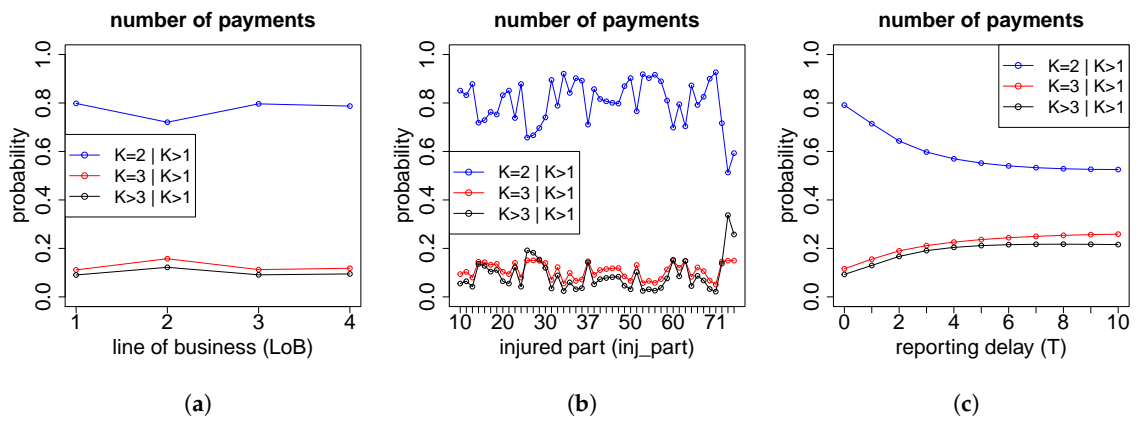 number of payments
probability
0.0 0.2 0.4 0.6 0.8 1.0
K=2 | K>1
K=3 | K>1
K>3 | K>1
1 2 3 4
line of business (LoB)
(a)
number of payments
probability
0.0 0.2 0.4 0.6 0.8 1.0
K=2 | K>1
K=3 | K>1
K>3 | K>1
10 20 30 37 50 60 71
injured part (inj_part)
(b)
number of payments
probability
0.0 0.2 0.4 0.6 0.8 1.0
K=2 | K>1
K=3 | K>1
K>3 | K>1
0 2 4 6 8 10
reporting delay (T)
(c)